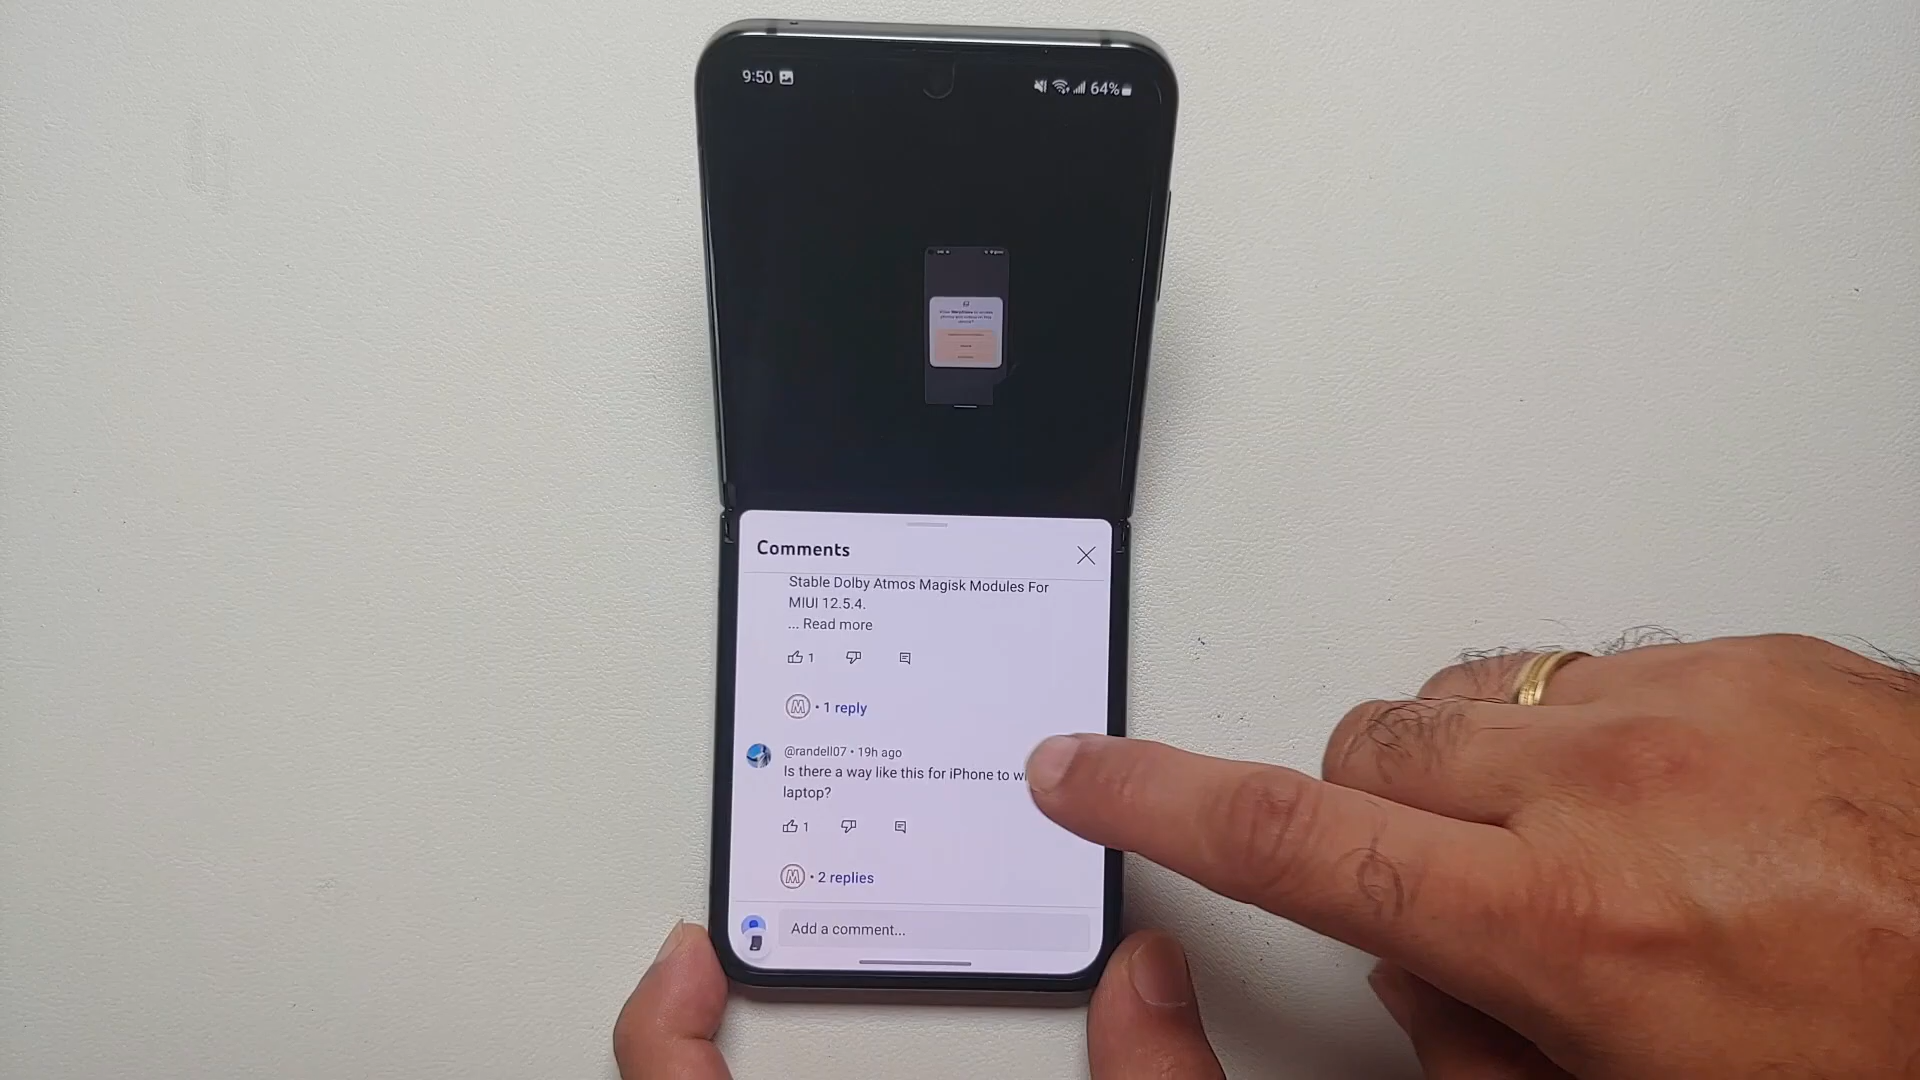 9:50
64%
Comments
Stable Dolby Atmos Magisk Modules For
MIUI 12.5.4.
... Read more
1
• 1 reply
@randell07 • 19h ago
Is there a way like this for iPhone to
laptop?
1
• 2 replies
Add a comment...